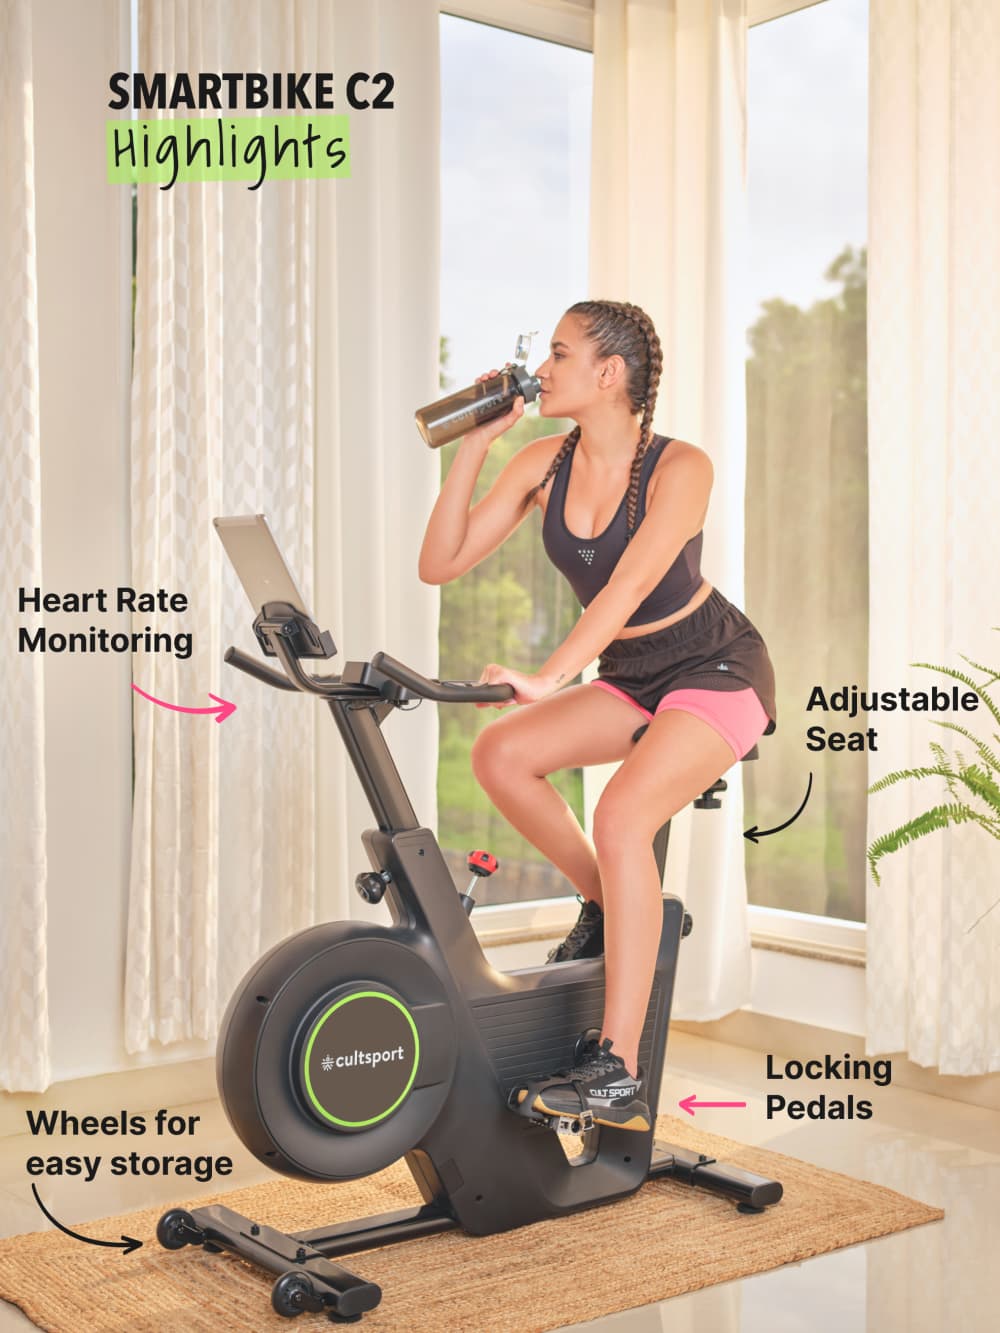 SMARTBIKE C2
Highlights
Heart Rate
Monitoring
Adjustable
Seat
cultsport
CULT SPORT
Locking
Pedals
Wheels for
easy storage